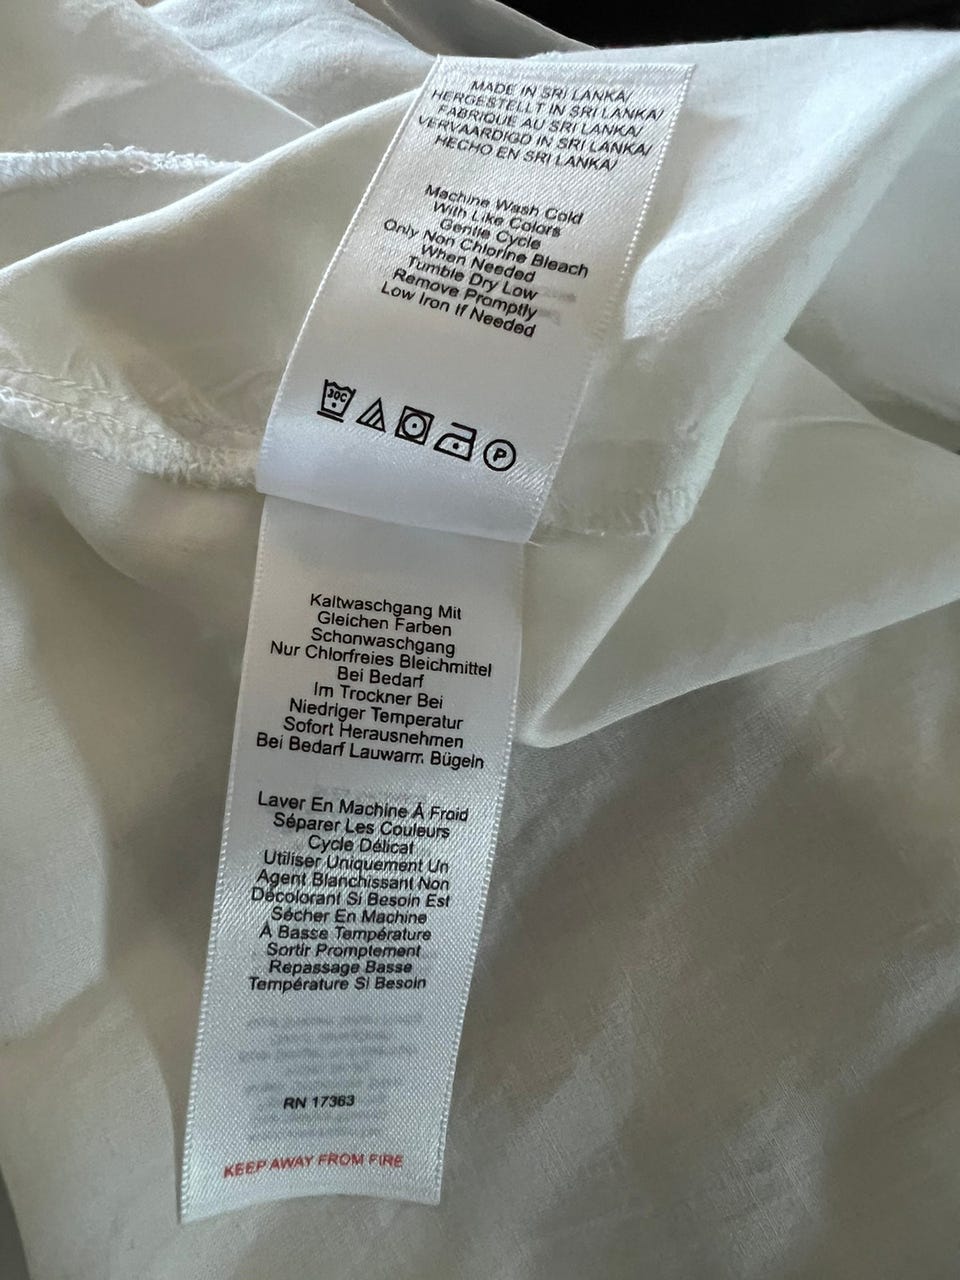 MADE IN SRI LANKA/
HERGESTELLT IN SRI LANKA/
FABRIQUE AU SRI LANKA/
VERVAARDIGD IN SRI LANKA/
HECHO EN SRI LANKA/
Machine Wash Cold
With Like Colors
Gentle Cycle
Only Non Chlorine Bleach
When Needed
Tumble Dry Low
Remove Promptly
Low Iron If Needed
30C
P
Kaltwaschgang Mit
Gleichen Farben
Schonwaschgang
Nur Chlorfreies Bleichmittel
Bei Bedarf
Im Trockner Bei
Niedriger Temperatur
Sofort Herausnehmen
Bei Bedarf Lauwarm Bügeln
Laver En Machine À Froid
Séparer Les Couleurs
Cycle Délicat
Utiliser Uniquement Un
Agent Blanchissant Non
Décolorant Si Besoin Est
Sécher En Machine
À Basse Température
Sortir Promptement
Repassage Basse
Température Si Besoin
RN 17363
KEEP AWAY FROM FIRE